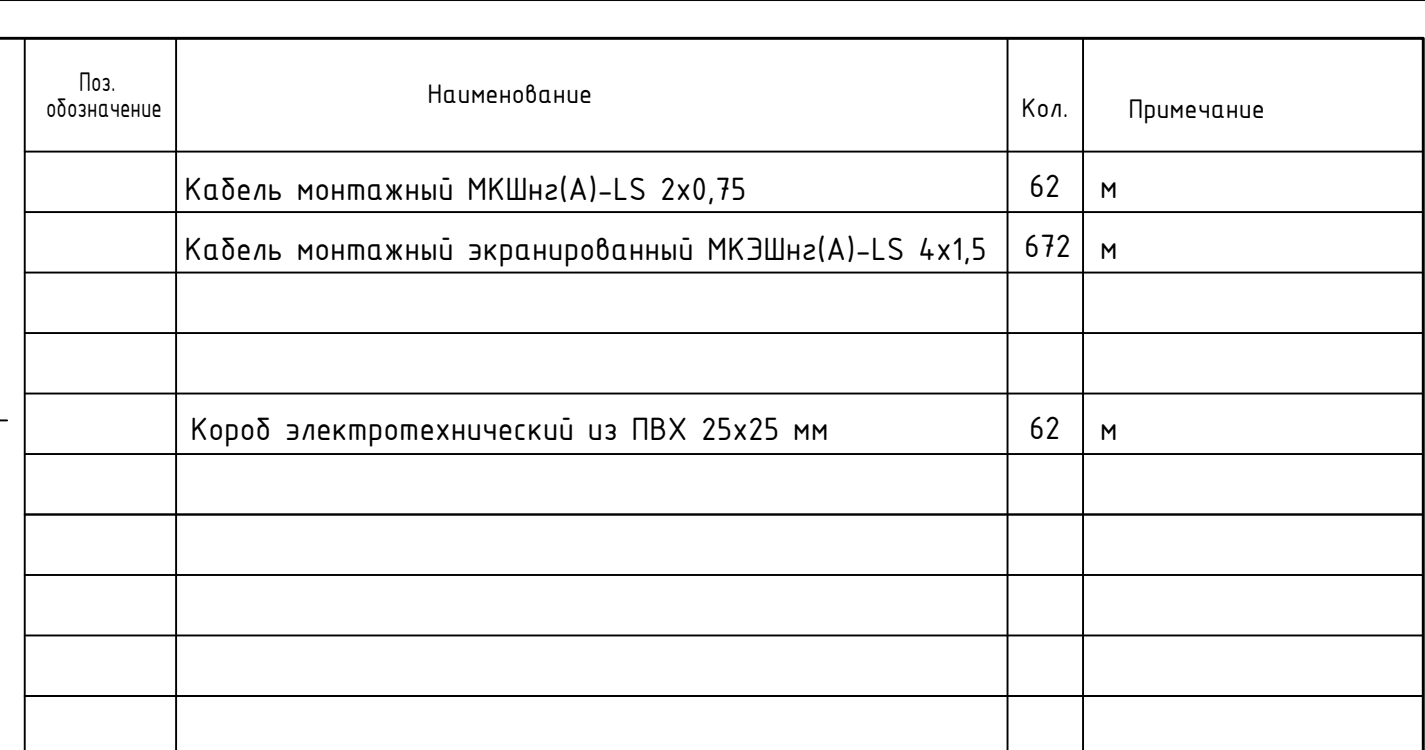 Поз. обозначение Наименование Кол. Примечание
Кабель монтажный МКШнг(А)-LS 2х0,75 62 м
Кабель монтажный экранированный МКЭШнг(А)-LS 4х1,5 672 м
Короб электротехнический из ПВХ 25х25 мм 62 м